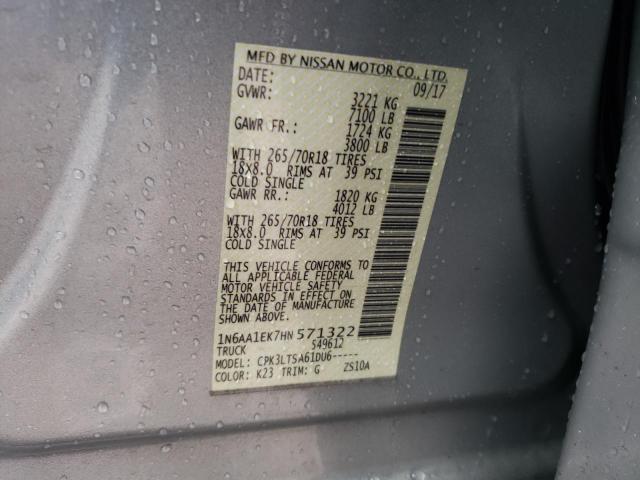 MFD BY NISSAN MOTOR CO., LTD.
DATE: 09/17
GVWR: 3221 KG
7100 LB
GAWR FR.: 1724 KG
3800 LB
WITH 265/70R18 TIRES
18X8.0 RIMS AT 39 PSI
COLD SINGLE
GAWR RR.: 1820 KG
4012 LB
WITH 265/70R18 TIRES
18X8.0 RIMS AT 39 PSI
COLD SINGLE
THIS VEHICLE CONFORMS TO
ALL APPLICABLE FEDERAL
MOTOR VEHICLE SAFETY
STANDARDS IN EFFECT ON
THE DATE OF MANUFACTURE
SHOWN ABOVE.
1N6AA1EK7HN571322
TRUCK S49612
MODEL: CPK3LTSA61DU6-----
COLOR: K23 TRIM: G ZS10A